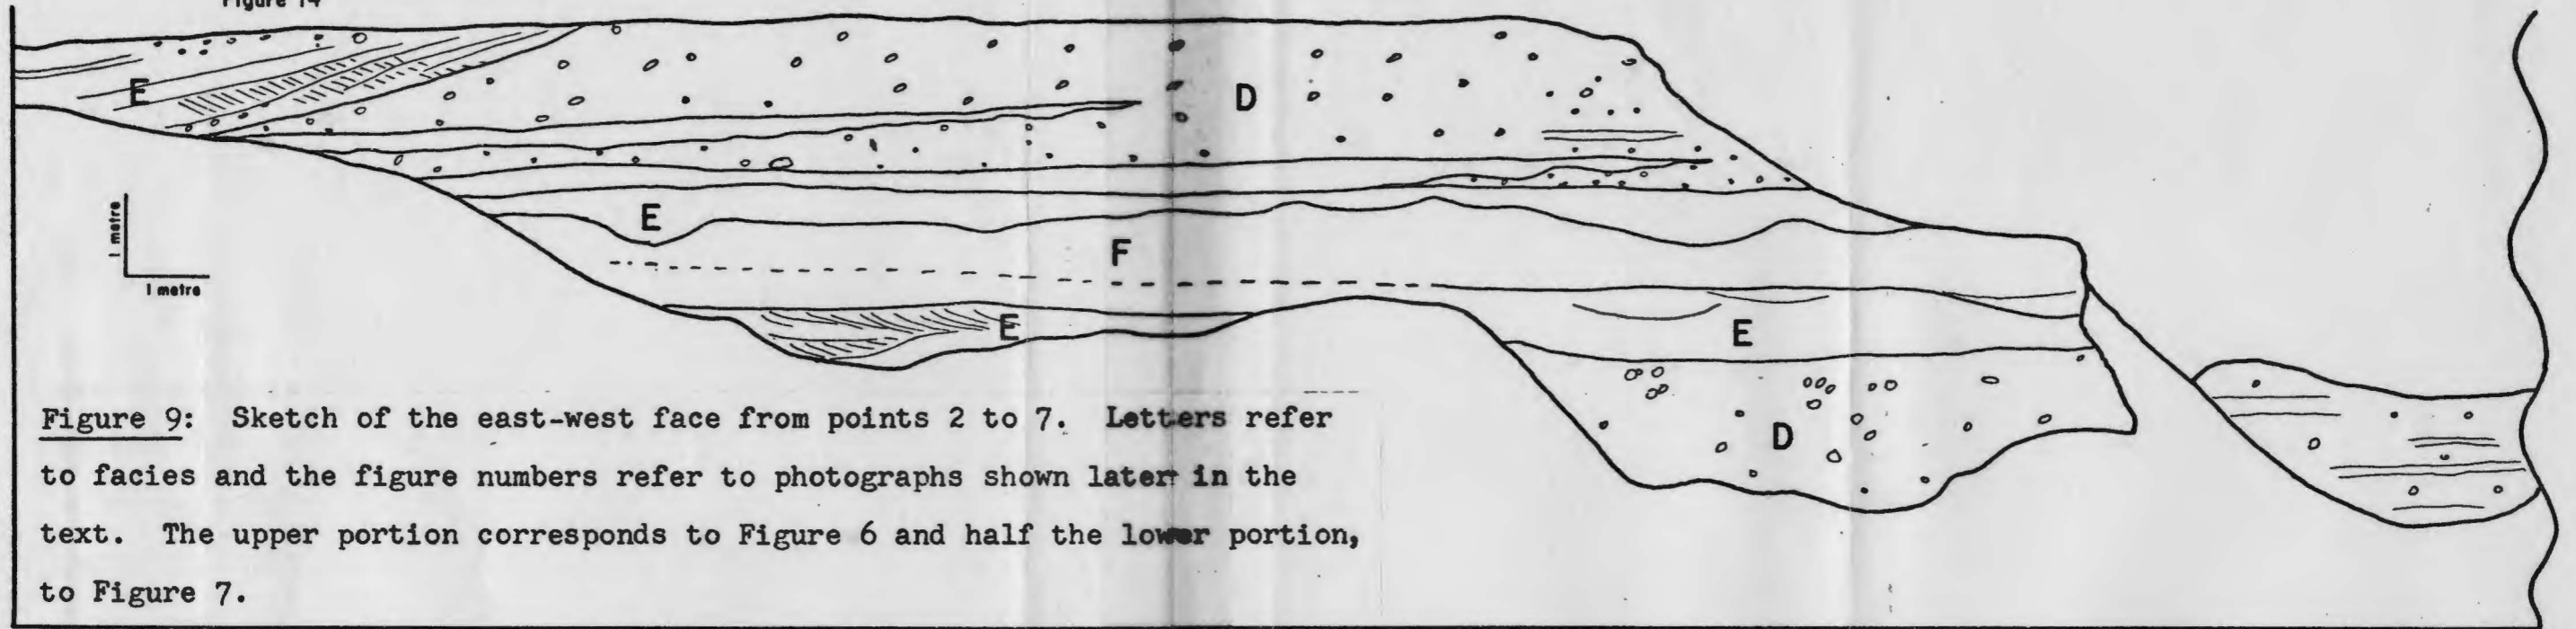 Figure 14
E
D
E
F
1 metre
1 metre
E
E
D
Figure 9: Sketch of the east-west face from points 2 to 7. Letters refer
to facies and the figure numbers refer to photographs shown later in the
text. The upper portion corresponds to Figure 6 and half the lower portion,
to Figure 7.